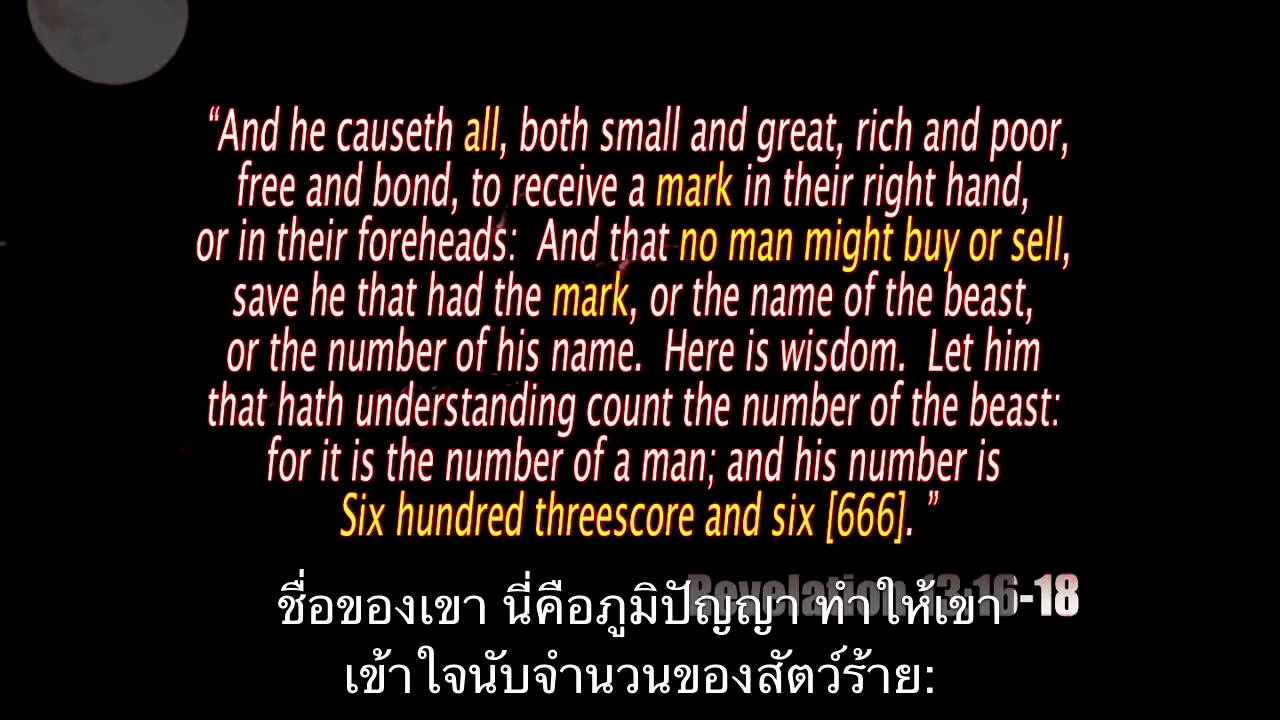 “And he causeth all, both small and great, rich and poor,
free and bond, to receive a mark in their right hand,
or in their foreheads:  And that no man might buy or sell,
save he that had the mark, or the name of the beast,
or the number of his name.  Here is wisdom.  Let him
that hath understanding count the number of the beast:
for it is the number of a man; and his number is
Six hundred threescore and six [666]. ”
Revelation 13:16-18
ชื่อของเขา นี่คือภูมิปัญญา ทำให้เขา
เข้าใจนับจำนวนของสัตว์ร้าย: